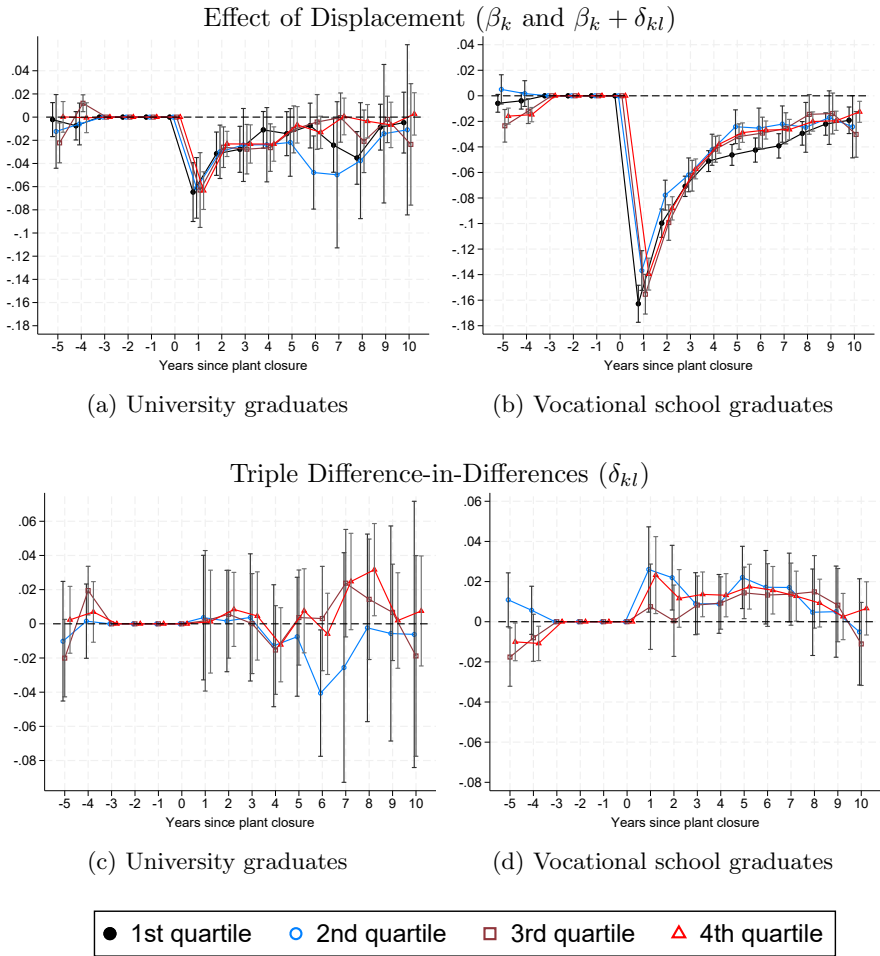 Effect of Displacement (βk and βk + δkl)
.04
.02
0
-.02
-.04
-.06
-.08
-.1
-.12
-.14
-.16
-.18
-5 -4 -3 -2 -1 0 1 2 3 4 5 6 7 8 9 10
Years since plant closure
(a) University graduates
.04
.02
0
-.02
-.04
-.06
-.08
-.1
-.12
-.14
-.16
-.18
-5 -4 -3 -2 -1 0 1 2 3 4 5 6 7 8 9 10
Years since plant closure
(b) Vocational school graduates
Triple Difference-in-Differences (δkl)
.06
.04
.02
0
-.02
-.04
-.06
-.08
-5 -4 -3 -2 -1 0 1 2 3 4 5 6 7 8 9 10
Years since plant closure
(c) University graduates
.06
.04
.02
0
-.02
-.04
-.06
-.08
-5 -4 -3 -2 -1 0 1 2 3 4 5 6 7 8 9 10
Years since plant closure
(d) Vocational school graduates
1st quartile 2nd quartile 3rd quartile 4th quartile